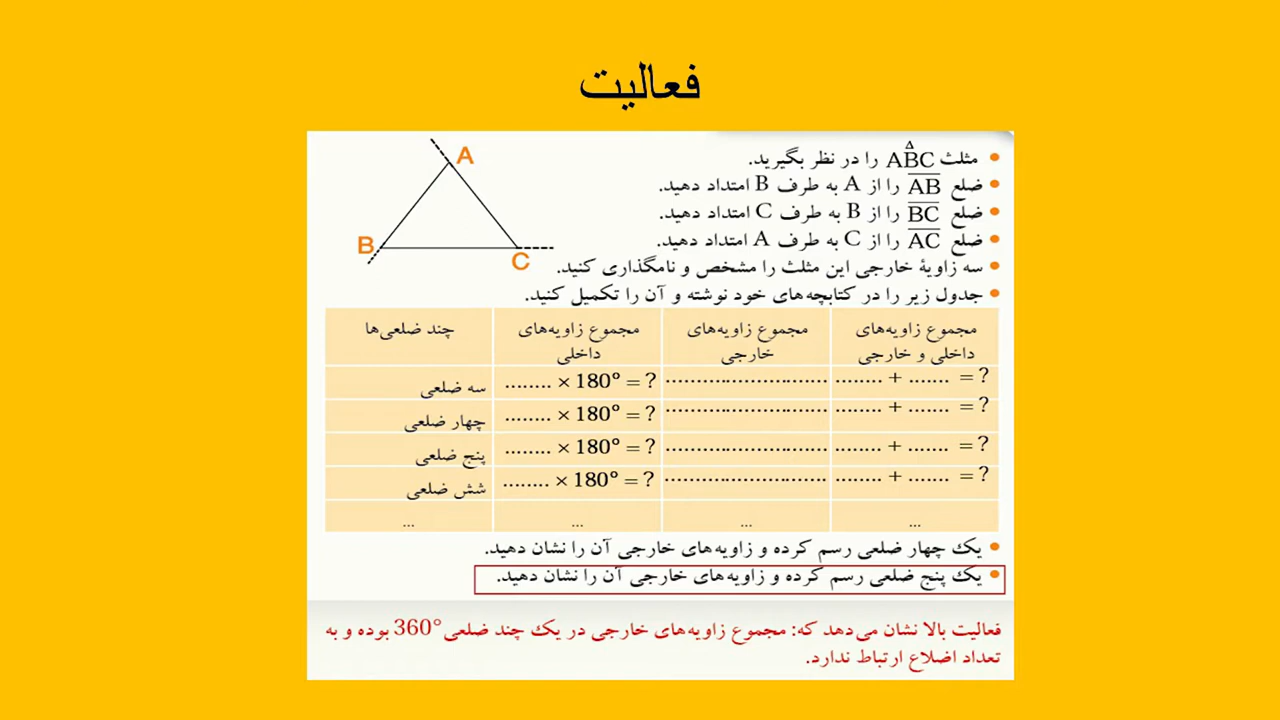 فعالیت
مثلث ABC را در نظر بگیرید.
ضلع AB را از A به طرف B امتداد دهید.
ضلع BC را از B به طرف C امتداد دهید.
ضلع AC را از C به طرف A امتداد دهید.
سه زاویۀ خارجی این مثلث را مشخص و نامگذاری کنید.
جدول زیر را در کتابچه‌های خود نوشته و آن را تکمیل کنید.
A
B
C
چند ضلعی‌ها مجموع زاویه‌های داخلی مجموع زاویه‌های خارجی مجموع زاویه‌های داخلی و خارجی
سه ضلعی ........ × 180° = ? ............................ ........ + ....... = ?
چهار ضلعی ........ × 180° = ? ............................ ........ + ....... = ?
پنج ضلعی ........ × 180° = ? ............................ ........ + ....... = ?
شش ضلعی ........ × 180° = ? ............................ ........ + ....... = ?
... ... ... ...
یک چهار ضلعی رسم کرده و زاویه‌های خارجی آن را نشان دهید.
یک پنج ضلعی رسم کرده و زاویه‌های خارجی آن را نشان دهید.
فعالیت بالا نشان می‌دهد که: مجموع زاویه‌های خارجی در یک چند ضلعی 360° بوده و به
تعداد اضلاع ارتباط ندارد.